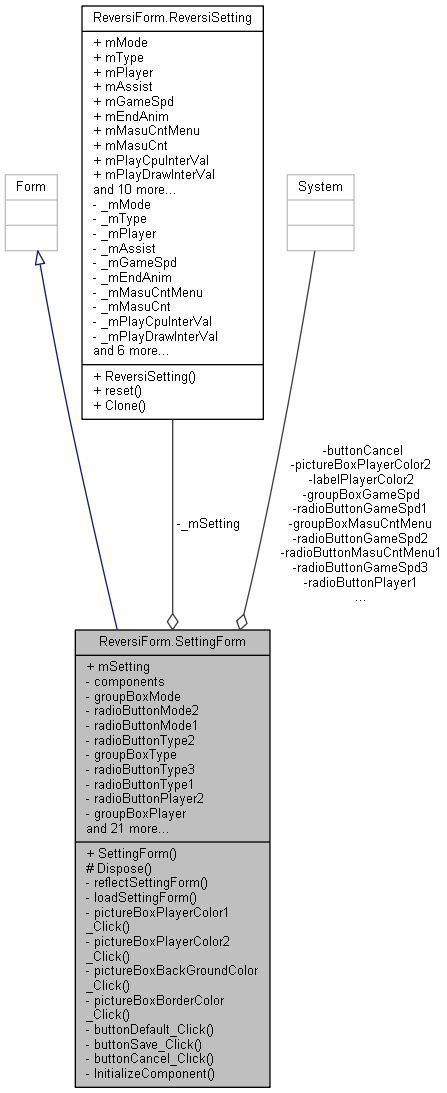 ReversiForm.ReversiSetting
+ mMode
+ mType
+ mPlayer
+ mAssist
+ mGameSpd
+ mEndAnim
+ mMasuCntMenu
+ mMasuCnt
+ mPlayCpuInterVal
+ mPlayDrawInterVal
and 10 more...
- _mMode
- _mType
- _mPlayer
- _mAssist
- _mGameSpd
- _mEndAnim
- _mMasuCntMenu
- _mMasuCnt
- _mPlayCpuInterVal
- _mPlayDrawInterVal
and 6 more...
+ ReversiSetting()
+ reset()
+ Clone()
Form
System
-_mSetting
-buttonCancel
-pictureBoxPlayerColor2
-labelPlayerColor2
-groupBoxGameSpd
-radioButtonGameSpd1
-groupBoxMasuCntMenu
-radioButtonGameSpd2
-radioButtonMasuCntMenu1
-radioButtonGameSpd3
-radioButtonPlayer1
...
ReversiForm.SettingForm
+ mSetting
- components
- groupBoxMode
- radioButtonMode2
- radioButtonMode1
- radioButtonType2
- groupBoxType
- radioButtonType3
- radioButtonType1
- radioButtonPlayer2
- groupBoxPlayer
and 21 more...
+ SettingForm()
# Dispose()
- reflectSettingForm()
- loadSettingForm()
- pictureBoxPlayerColor1
_Click()
- pictureBoxPlayerColor2
_Click()
- pictureBoxBackGroundColor
_Click()
- pictureBoxBorderColor
_Click()
- buttonDefault_Click()
- buttonSave_Click()
- buttonCancel_Click()
- InitializeComponent()